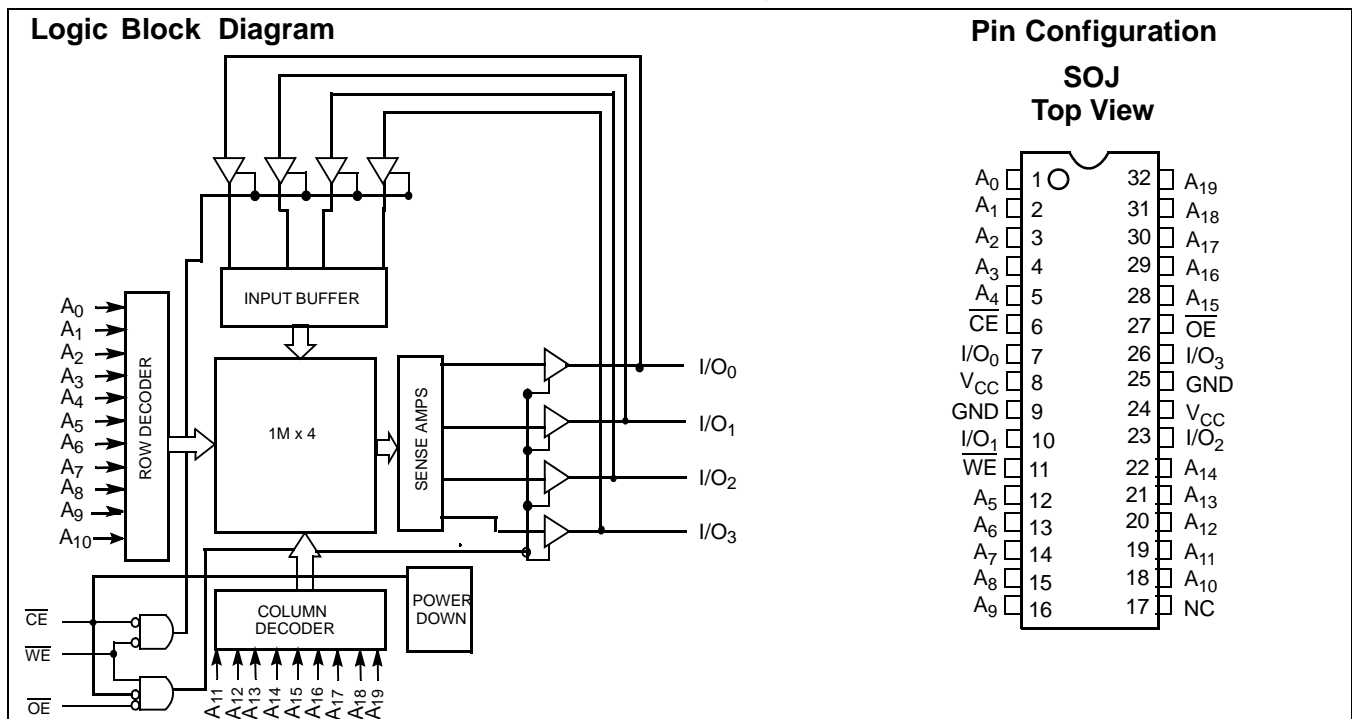 Logic Block Diagram
INPUT BUFFER
A0
A1
A2
A3
A4
A5
A6
A7
A8
A9
A10
ROW DECODER
1M x 4
SENSE AMPS
I/O0
I/O1
I/O2
I/O3
COLUMN
DECODER
POWER
DOWN
CE
WE
OE
A11
A12
A13
A14
A15
A16
A17
A18
A19
Pin Configuration
SOJ
Top View
A0 1 32 A19
A1 2 31 A18
A2 3 30 A17
A3 4 29 A16
A4 5 28 A15
CE 6 27 OE
I/O0 7 26 I/O3
VCC 8 25 GND
GND 9 24 VCC
I/O1 10 23 I/O2
WE 11 22 A14
A5 12 21 A13
A6 13 20 A12
A7 14 19 A11
A8 15 18 A10
A9 16 17 NC